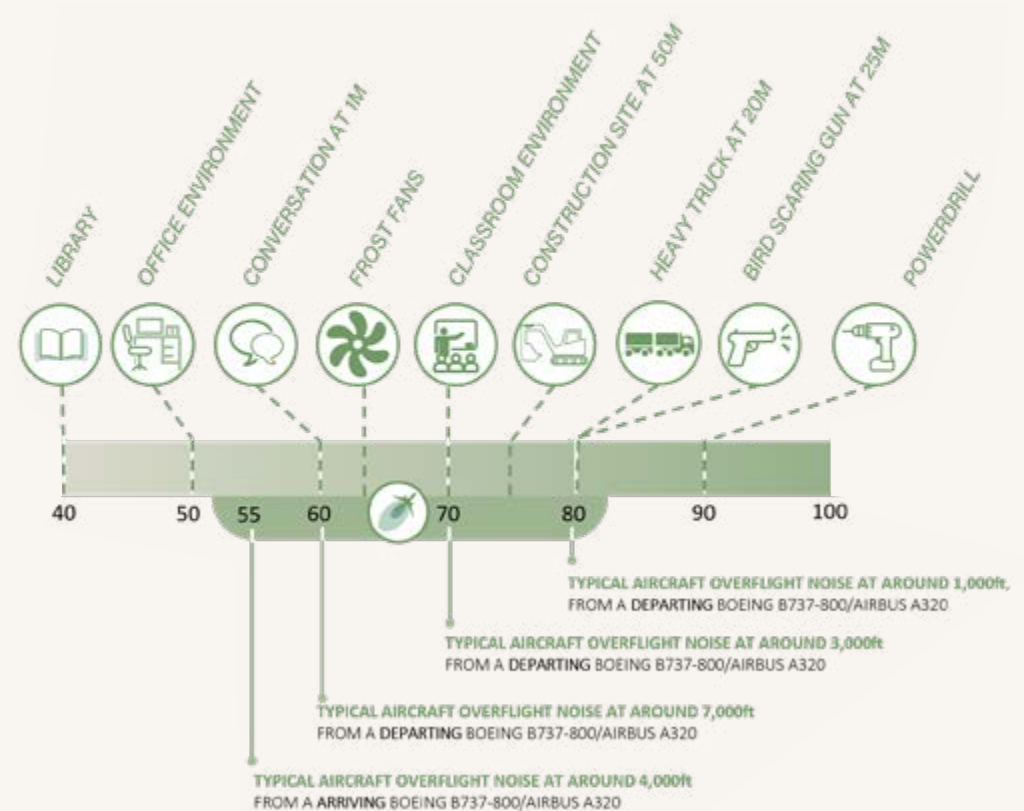 LIBRARY
OFFICE ENVIRONMENT
CONVERSATION AT 1M
FROST FANS
CLASSROOM ENVIRONMENT
CONSTRUCTION SITE AT 50M
HEAVY TRUCK AT 20M
BIRD SCARING GUN AT 25M
POWERDRILL
40 50 55 60 70 80 90 100
TYPICAL AIRCRAFT OVERFLIGHT NOISE AT AROUND 1,000ft,
FROM A DEPARTING BOEING B737-800/AIRBUS A320
TYPICAL AIRCRAFT OVERFLIGHT NOISE AT AROUND 3,000ft
FROM A DEPARTING BOEING B737-800/AIRBUS A320
TYPICAL AIRCRAFT OVERFLIGHT NOISE AT AROUND 7,000ft
FROM A DEPARTING BOEING B737-800/AIRBUS A320
TYPICAL AIRCRAFT OVERFLIGHT NOISE AT AROUND 4,000ft
FROM A ARRIVING BOEING B737-800/AIRBUS A320